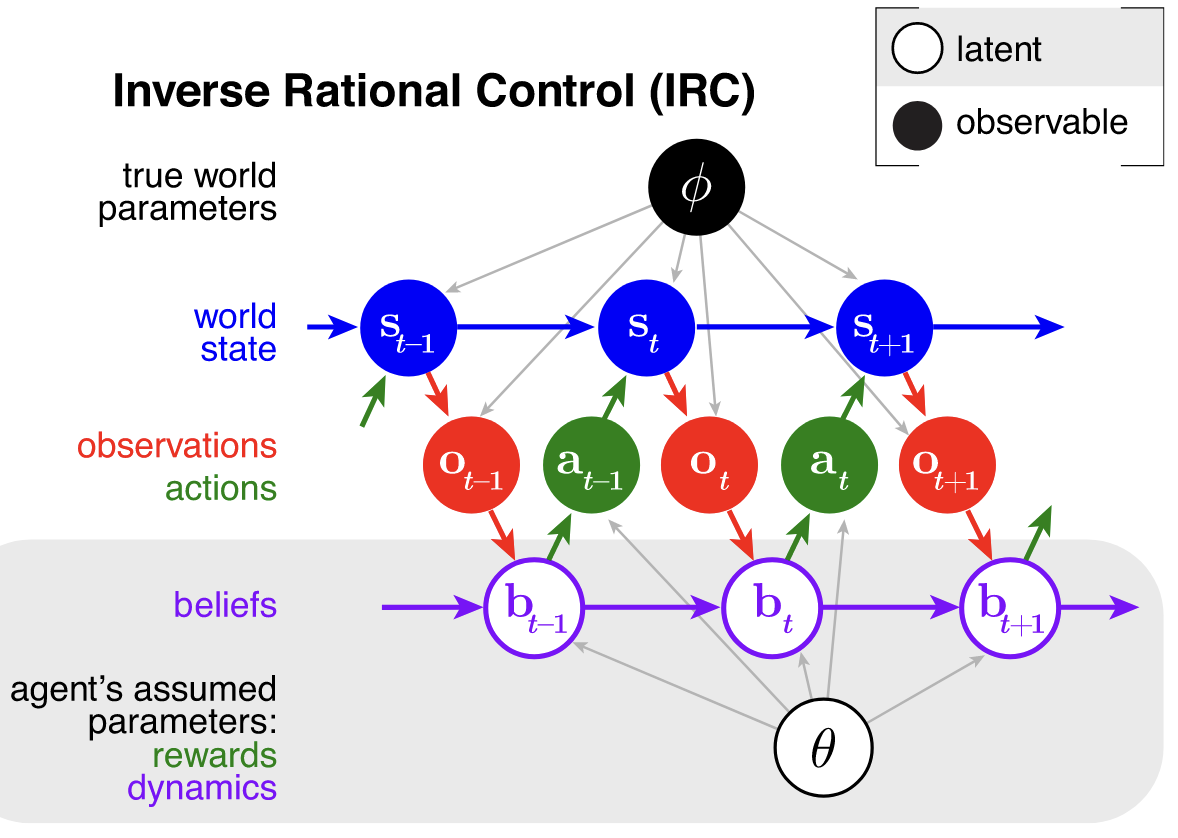 latent
observable
Inverse Rational Control (IRC)
true world
parameters
ϕ
world
state
s_{t−1}
s_t
s_{t+1}
observations
actions
o_{t−1}
a_{t−1}
o_t
a_t
o_{t+1}
beliefs
b_{t−1}
b_t
b_{t+1}
agent’s assumed
parameters:
rewards
dynamics
θ